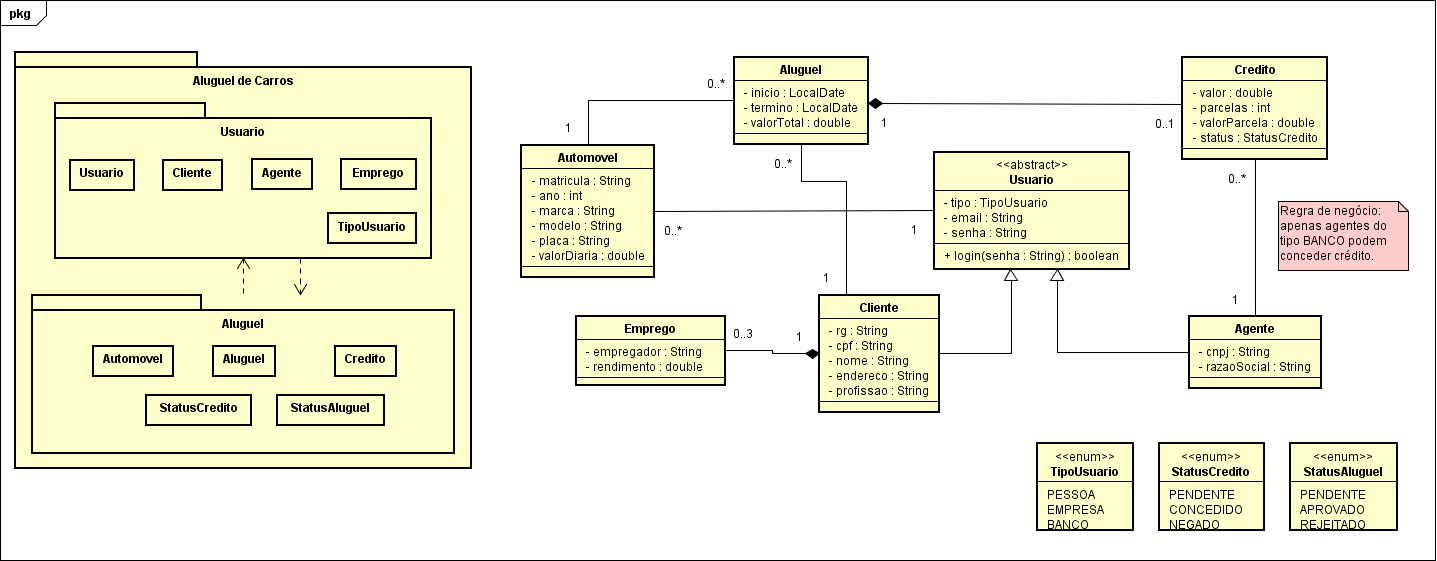 pkg
Aluguel de Carros
Usuario
Usuario
Cliente
Agente
Emprego
TipoUsuario
Aluguel
Automovel
Aluguel
Credito
StatusCredito
StatusAluguel
Aluguel
- inicio : LocalDate
- termino : LocalDate
- valorTotal : double
0..*
1
1
0..1
0..*
Credito
- valor : double
- parcelas : int
- valorParcela : double
- status : StatusCredito
0..*
Automovel
- matricula : String
- ano : int
- marca : String
- modelo : String
- placa : String
- valorDiaria : double
0..*
1
<<abstract>>
Usuario
- tipo : TipoUsuario
- email : String
- senha : String
+ login(senha : String) : boolean
Regra de negócio:
apenas agentes do
tipo BANCO podem
conceder crédito.
1
1
Emprego
- empregador : String
- rendimento : double
0..3
1
Cliente
- rg : String
- cpf : String
- nome : String
- endereco : String
- profissao : String
Agente
- cnpj : String
- razaoSocial : String
<<enum>>
TipoUsuario
PESSOA
EMPRESA
BANCO
<<enum>>
StatusCredito
PENDENTE
CONCEDIDO
NEGADO
<<enum>>
StatusAluguel
PENDENTE
APROVADO
REJEITADO